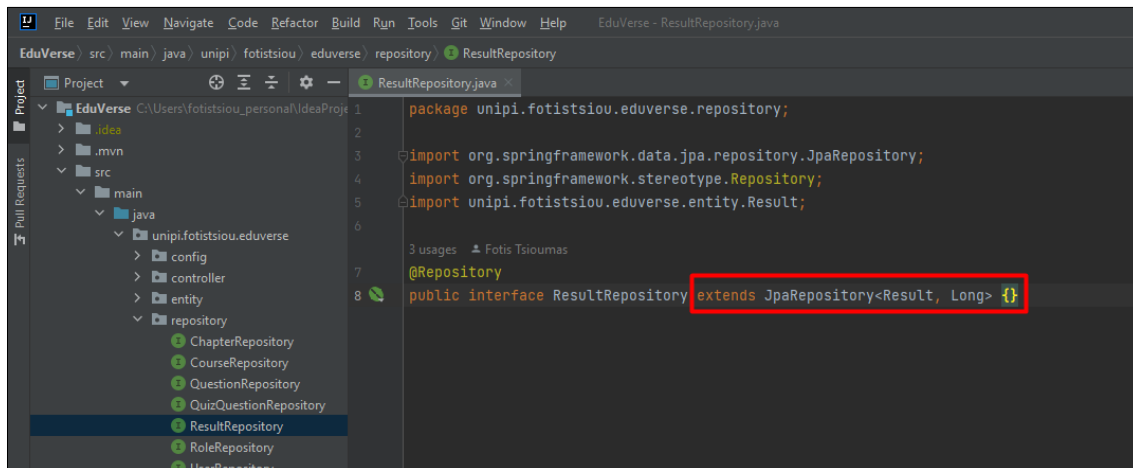 File Edit View Navigate Code Refactor Build Run Tools Git Window Help EduVerse - ResultRepository.java
EduVerse src main java unipi fotistsiou eduverse repository ResultRepository
Project
ResultRepository.java
Project
Pull Requests
EduVerse C:\Users\fotistsiou_personal\IdeaProje
.idea
.mvn
src
main
java
unipi.fotistsiou.eduverse
config
controller
entity
repository
ChapterRepository
CourseRepository
QuestionRepository
QuizQuestionRepository
ResultRepository
RoleRepository
UserRepository
1 package unipi.fotistsiou.eduverse.repository;
2
3 import org.springframework.data.jpa.repository.JpaRepository;
4 import org.springframework.stereotype.Repository;
5 import unipi.fotistsiou.eduverse.entity.Result;
6
3 usages Fotis Tsioumas
7 @Repository
8 public interface ResultRepository extends JpaRepository<Result, Long> {}